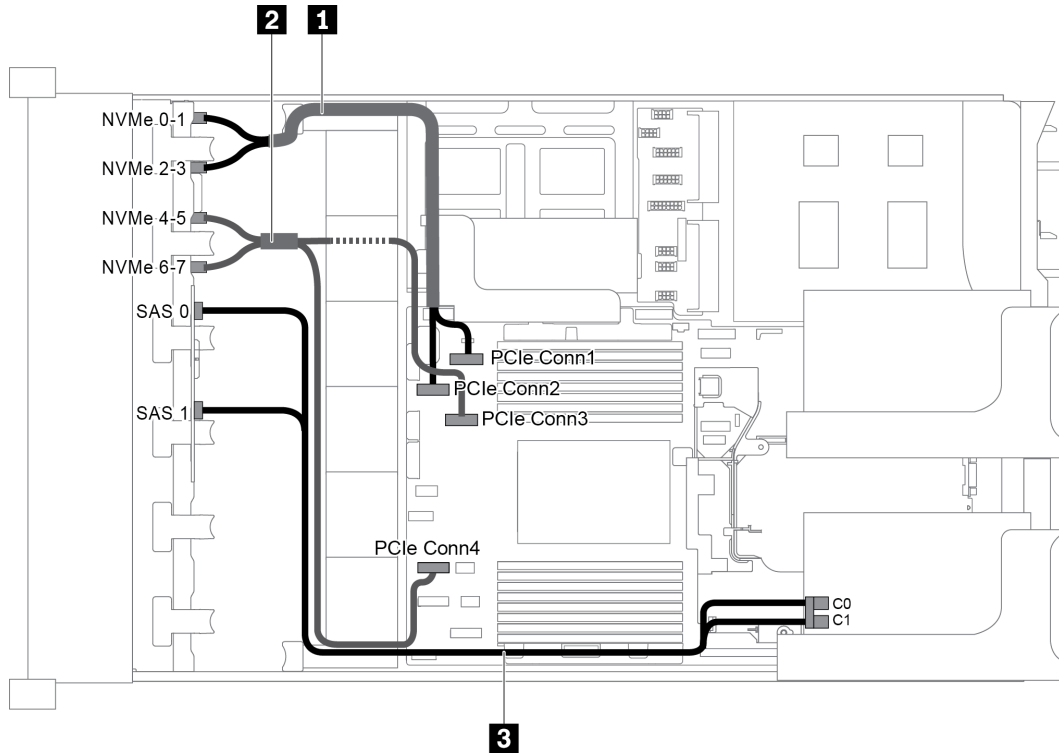 2 1
NVMe 0-1
NVMe 2-3
NVMe 4-5
NVMe 6-7
SAS 0
PCIe Conn1
PCIe Conn2
SAS 1
PCIe Conn3
PCIe Conn4
C0
C1
3